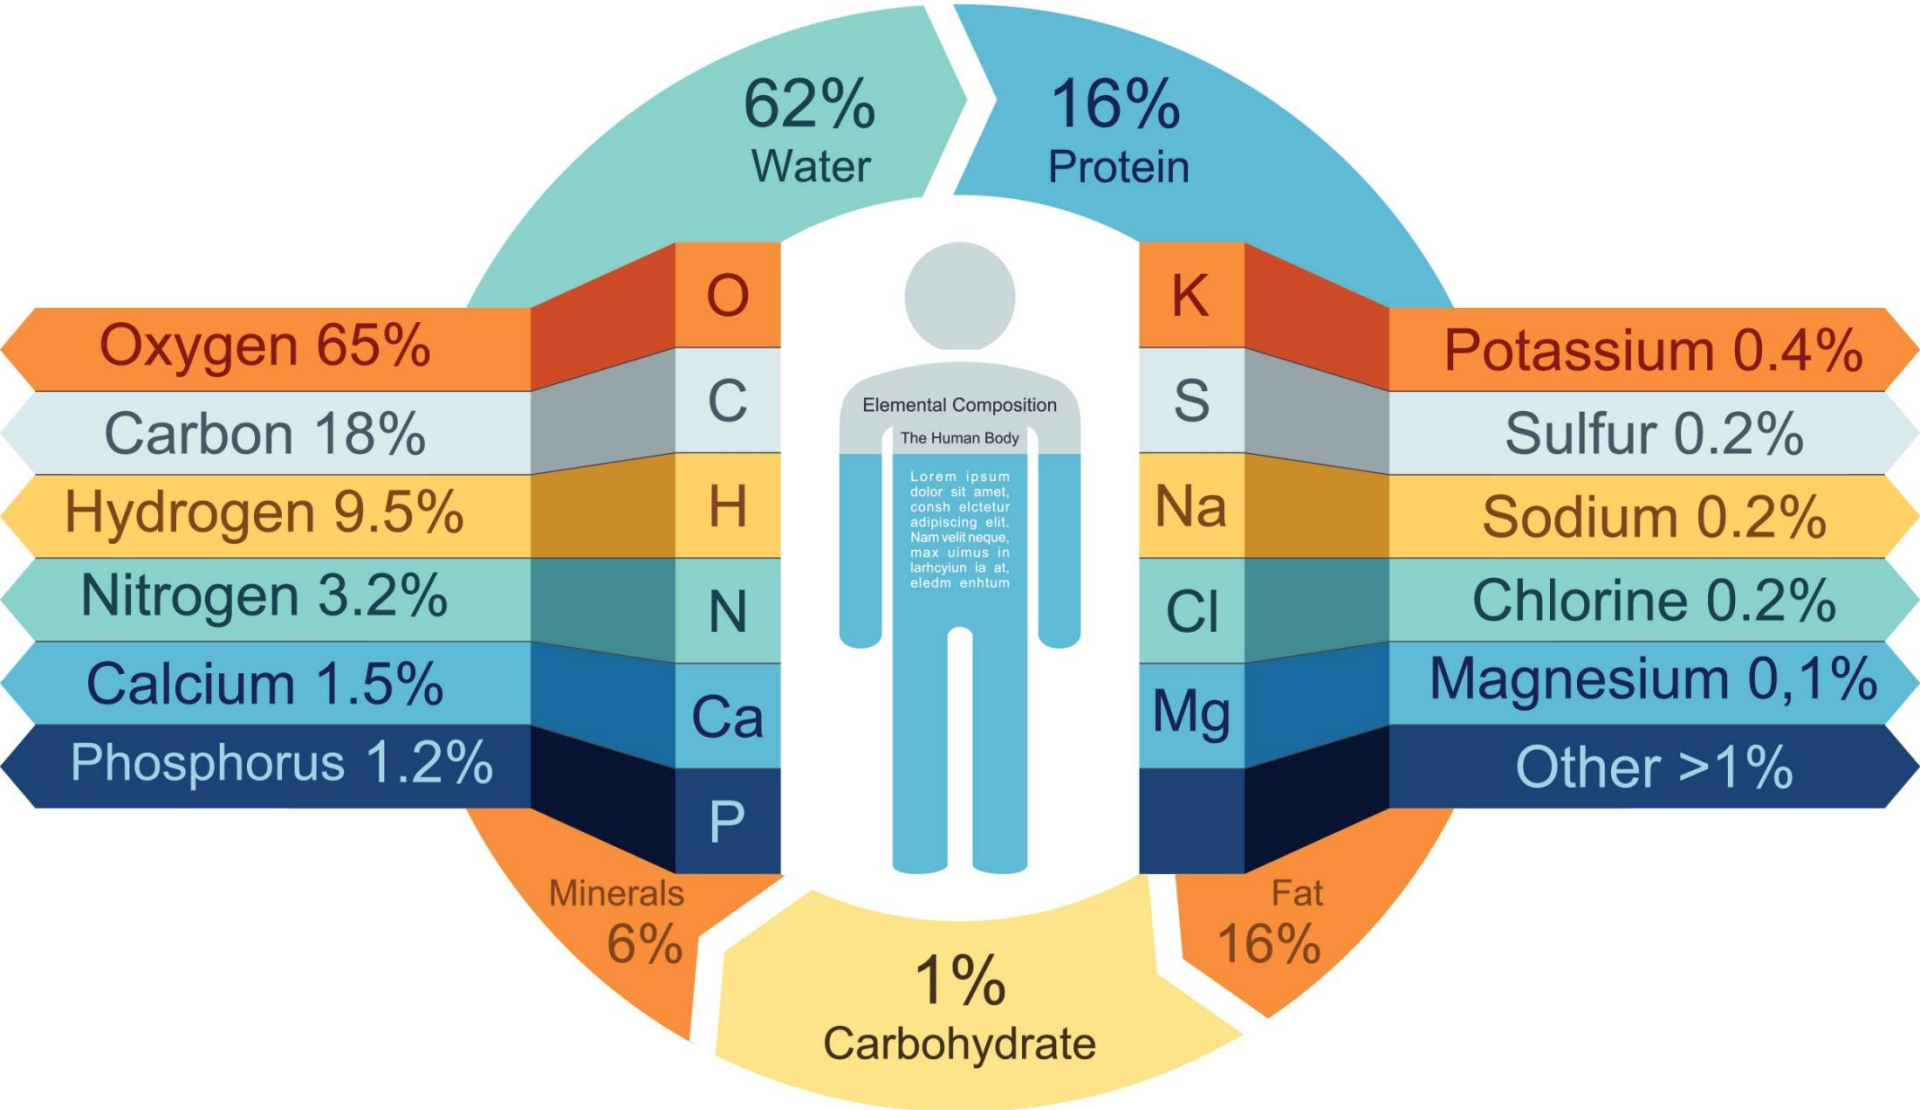 62%
Water
16%
Protein
Oxygen 65%
Carbon 18%
Hydrogen 9.5%
Nitrogen 3.2%
Calcium 1.5%
Phosphorus 1.2%
O
C
H
N
Ca
P
Elemental Composition
The Human Body
Lorem ipsum
dolor sit amet,
consh elctetur
adipiscing elit.
Nam velit neque,
max uimus in
larhcyiun ia at,
eledm enhtum
K
S
Na
Cl
Mg
Potassium 0.4%
Sulfur 0.2%
Sodium 0.2%
Chlorine 0.2%
Magnesium 0,1%
Other >1%
Minerals
6%
1%
Carbohydrate
Fat
16%